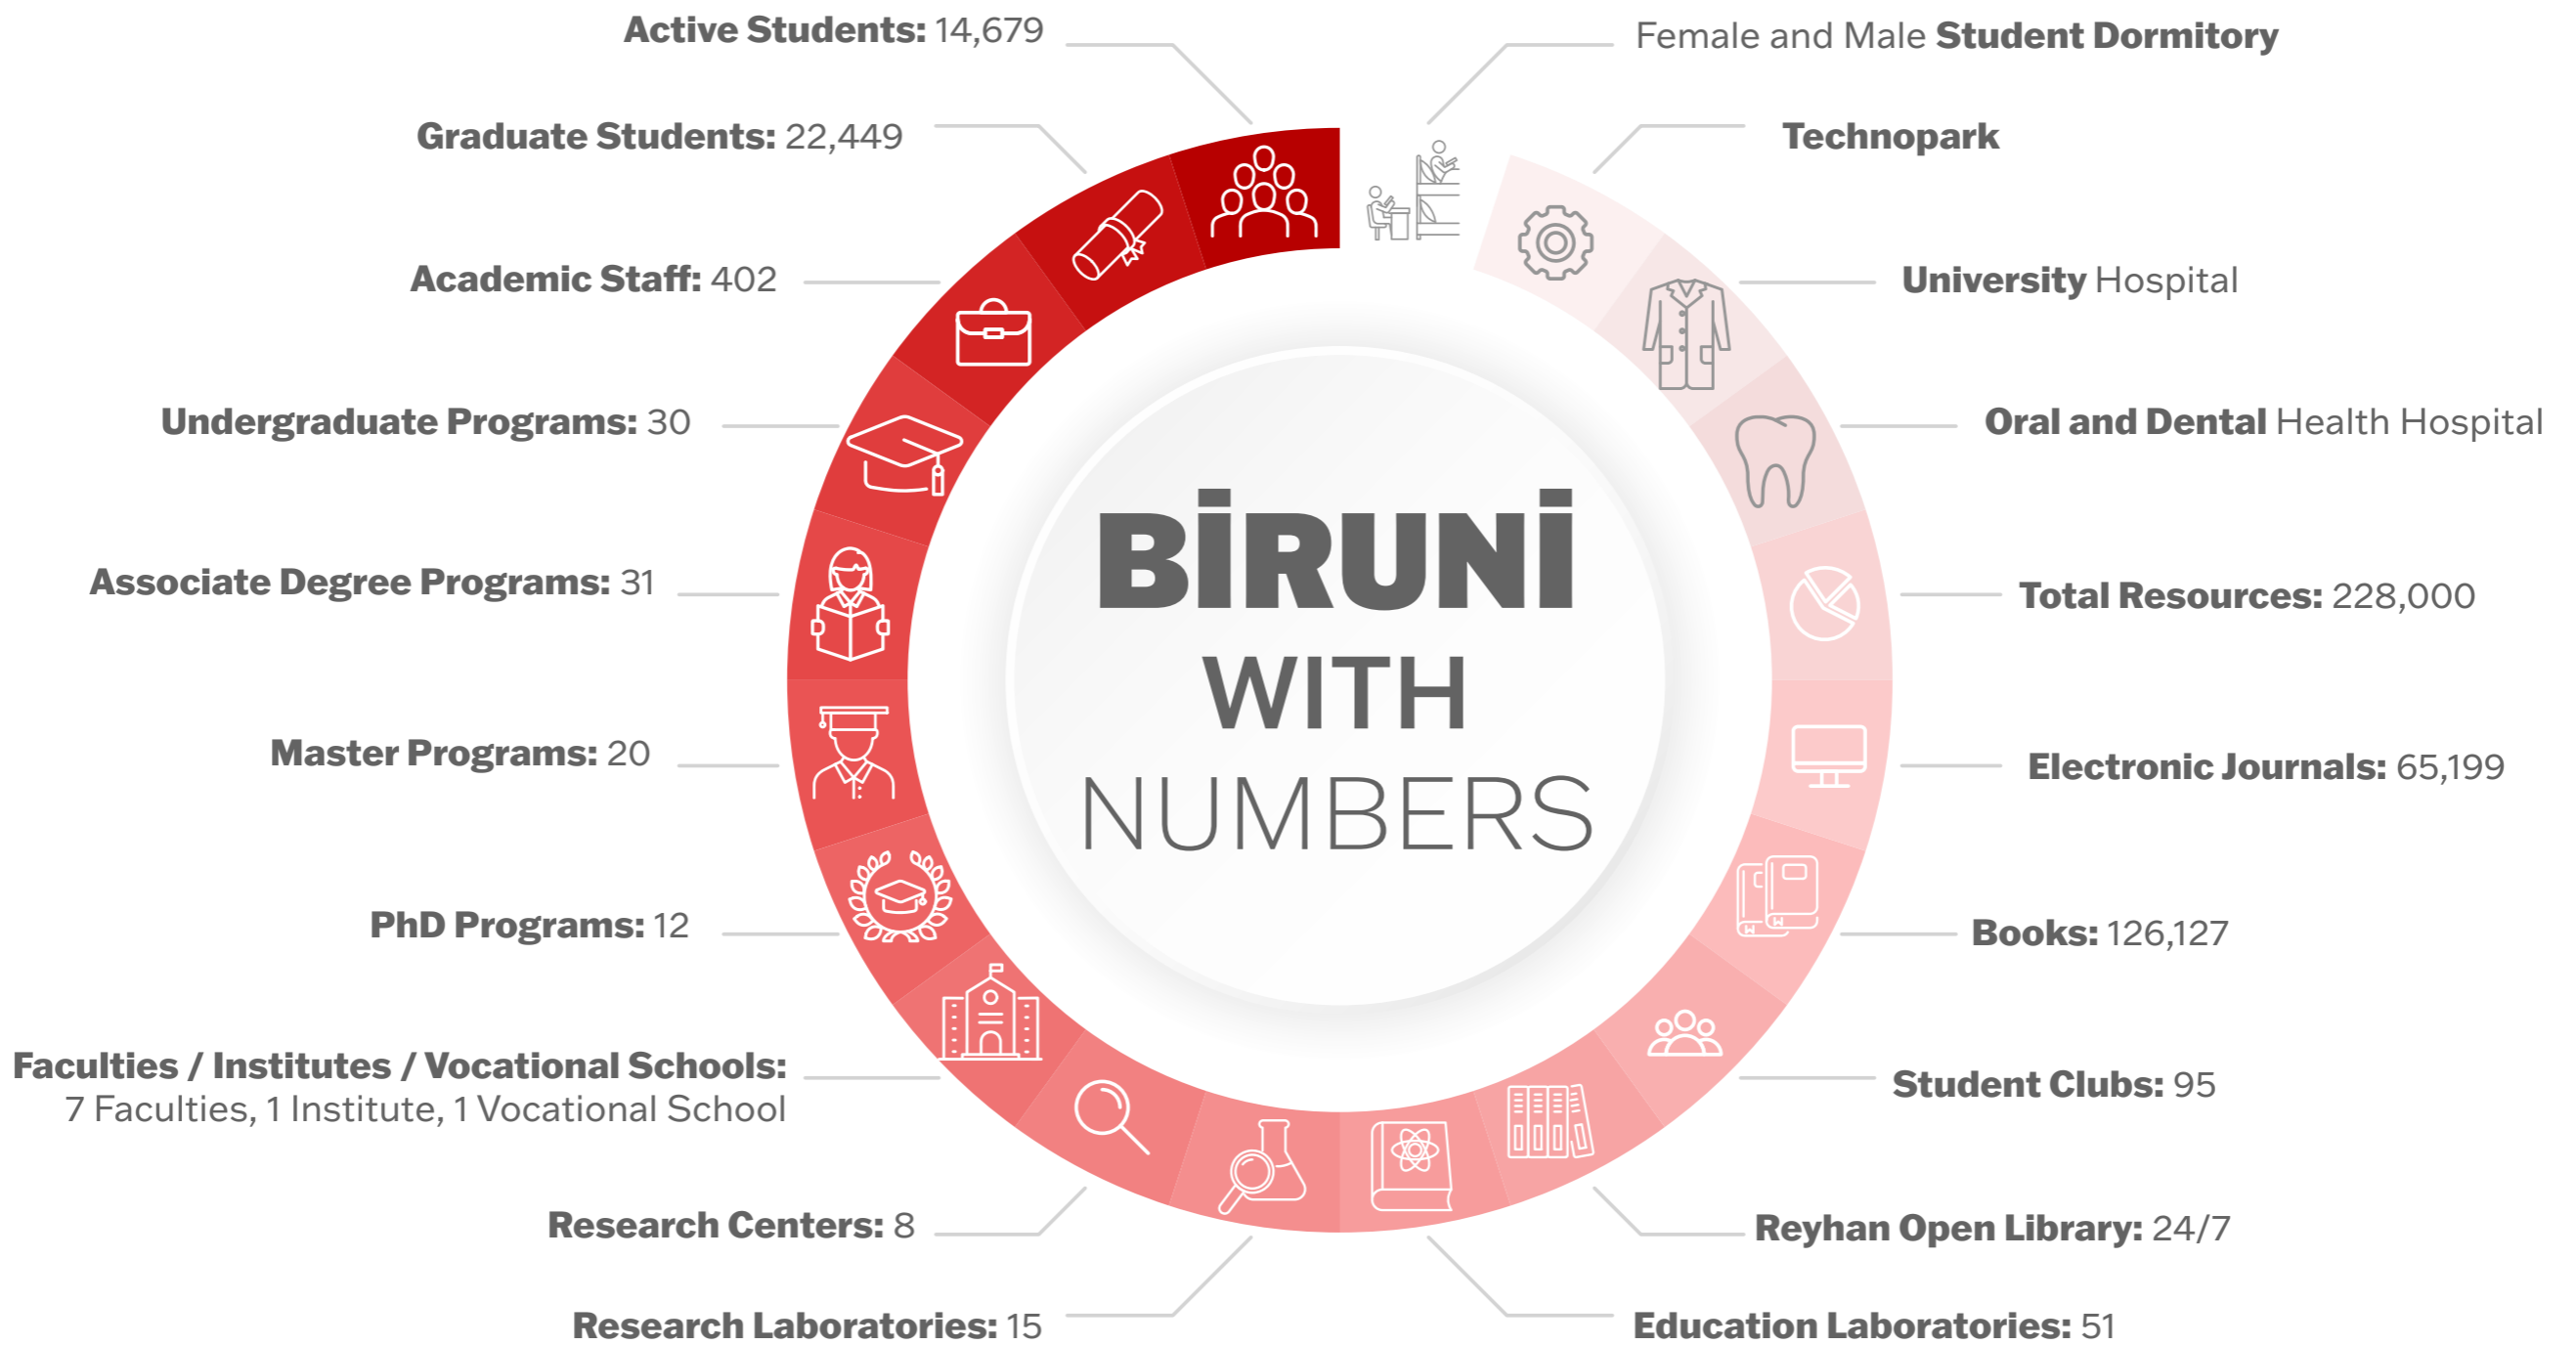 Active Students: 14,679
Graduate Students: 22,449
Academic Staff: 402
Undergraduate Programs: 30
Associate Degree Programs: 31
Master Programs: 20
PhD Programs: 12
Faculties / Institutes / Vocational Schools:
7 Faculties, 1 Institute, 1 Vocational School
Research Centers: 8
Research Laboratories: 15
BİRUNİ
WITH
NUMBERS
Female and Male Student Dormitory
Technopark
University Hospital
Oral and Dental Health Hospital
Total Resources: 228,000
Electronic Journals: 65,199
Books: 126,127
Student Clubs: 95
Reyhan Open Library: 24/7
Education Laboratories: 51